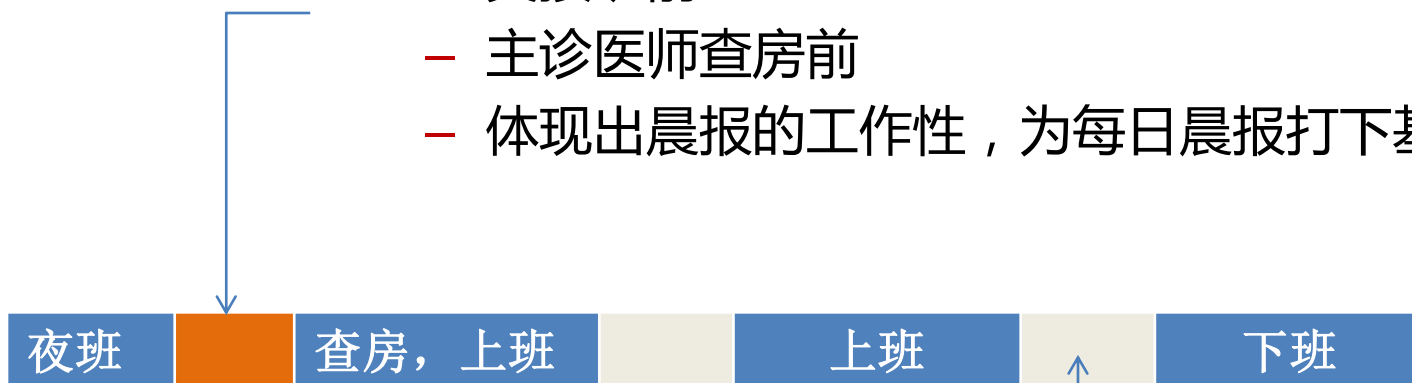 – 主诊医师查房前
– 体现出晨报的工作性，为每日晨报打下
夜班 查房，上班 上班 下班